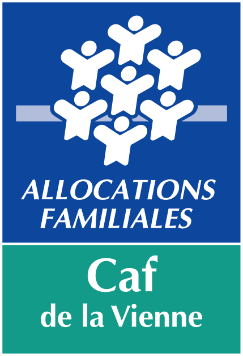 ALLOCATIONS
FAMILIALES
Caf
de la Vienne